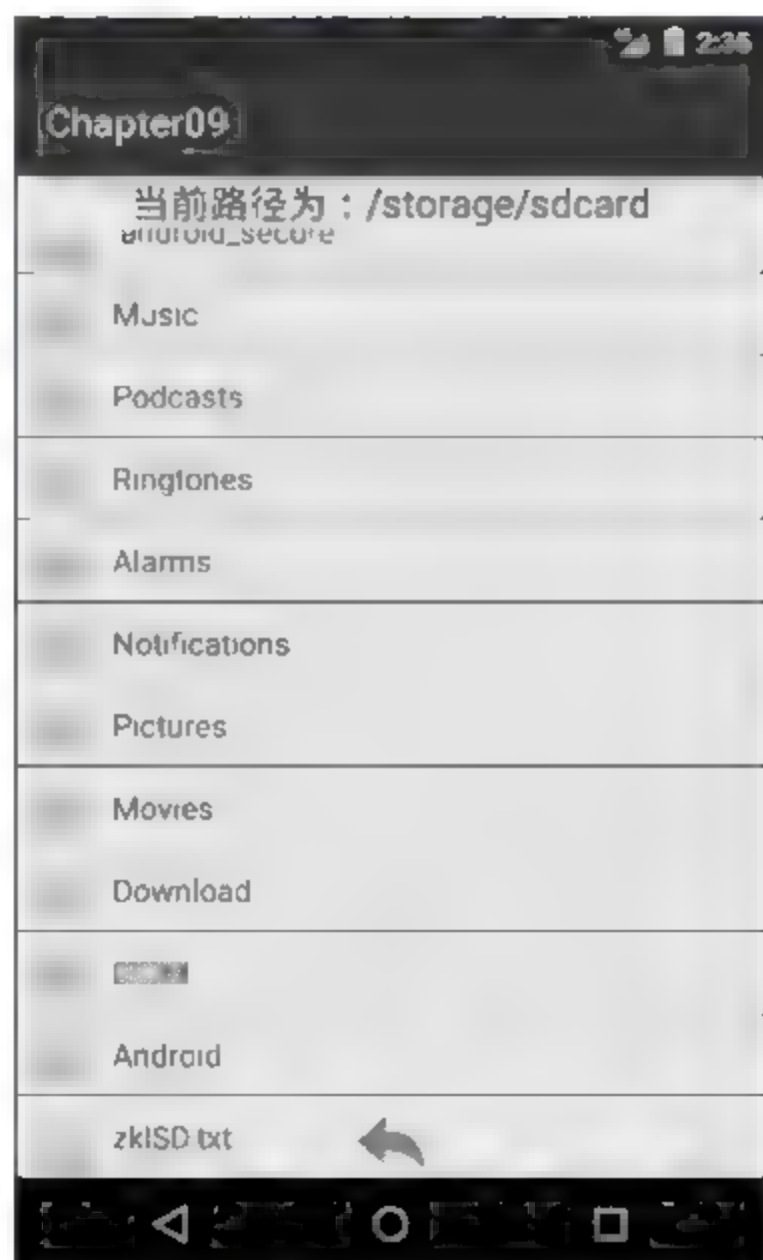 2:35
Chapter09
当前路径为：/storage/sdcard
android_secure
Music
Podcasts
Ringtones
Alarms
Notifications
Pictures
Movies
Download
Android
zkISD txt